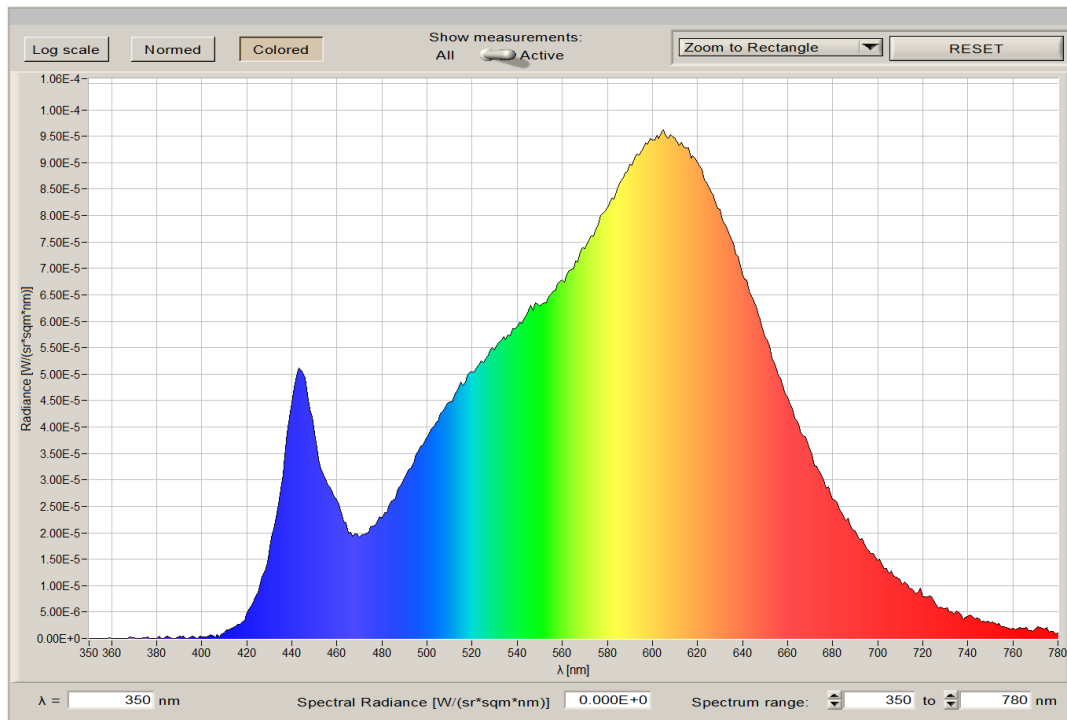 Log scale
Normed
Colored
Show measurements:
All Active
Zoom to Rectangle
RESET
1.06E-4
1.00E-4
9.50E-5
9.00E-5
8.50E-5
8.00E-5
7.50E-5
7.00E-5
6.50E-5
6.00E-5
5.50E-5
5.00E-5
4.50E-5
4.00E-5
3.50E-5
3.00E-5
2.50E-5
2.00E-5
1.50E-5
1.00E-5
5.00E-6
0.00E+0
Radiance [W/(sr*sqm*nm)]
350 360 380 400 420 440 460 480 500 520 540 560 580 600 620 640 660 680 700 720 740 760 780
λ [nm]
λ = 350 nm
Spectral Radiance [W/(sr*sqm*nm)] 0.000E+0
Spectrum range: 350 to 780 nm